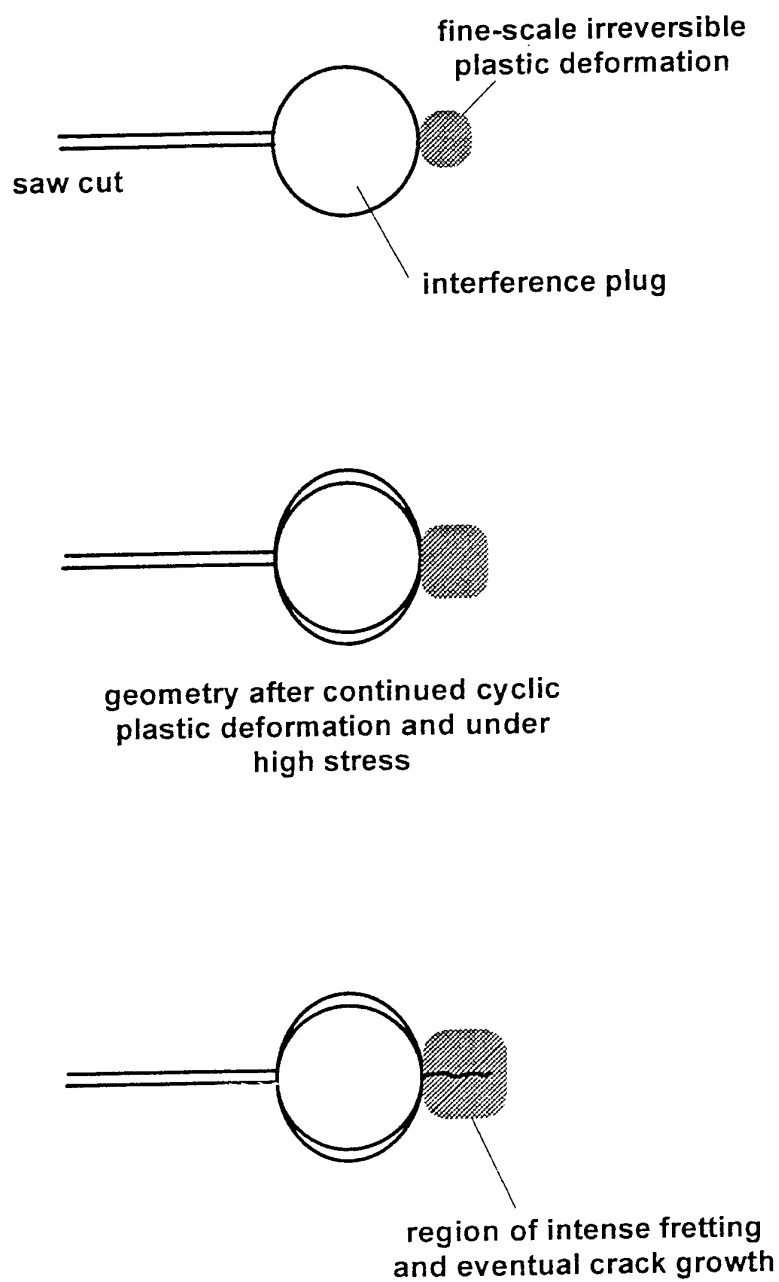 fine-scale irreversible
plastic deformation
saw cut
interference plug
geometry after continued cyclic
plastic deformation and under
high stress
region of intense fretting
and eventual crack growth